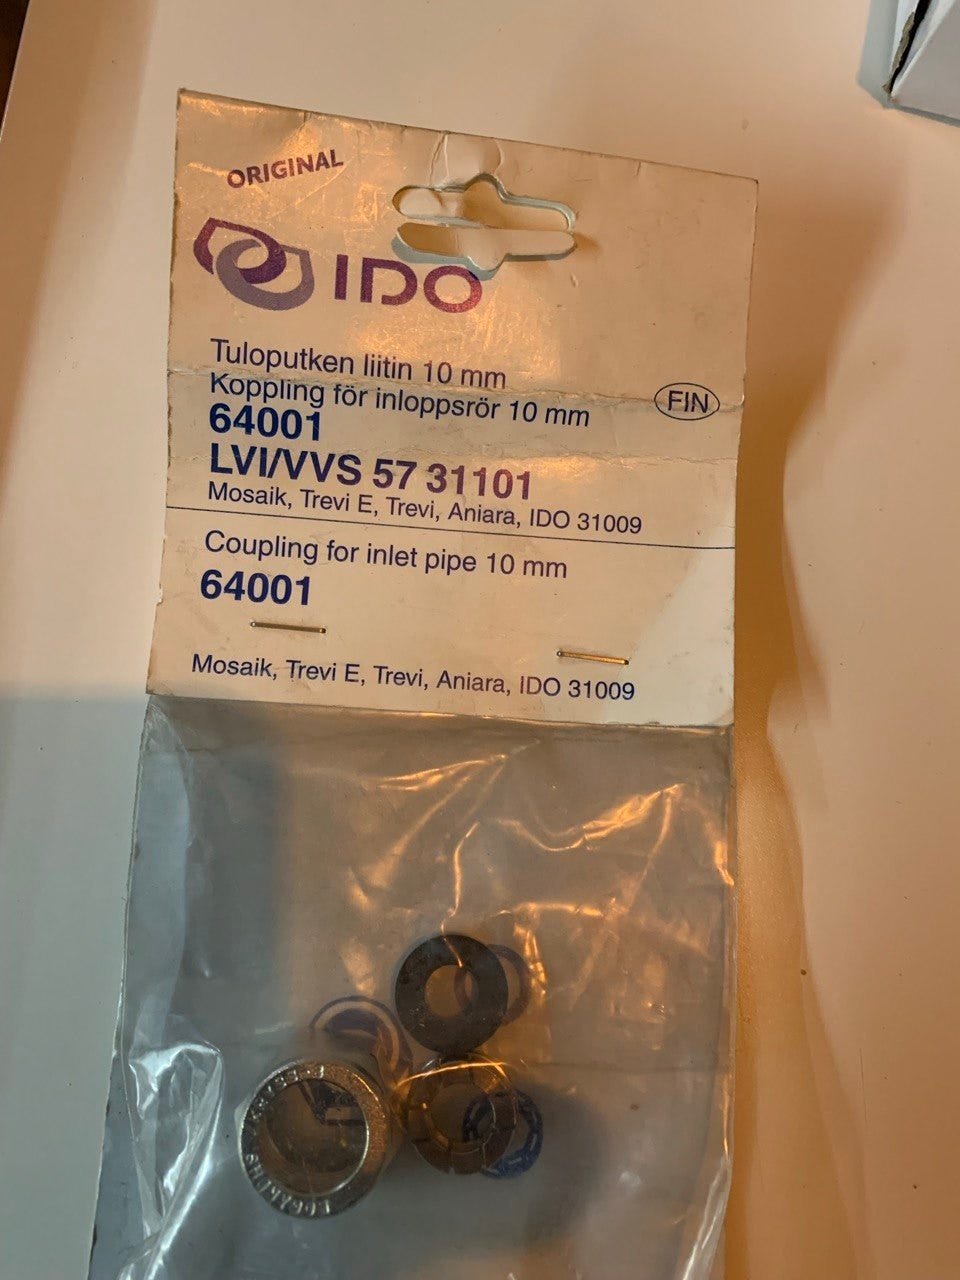 ORIGINAL
IDO
Tuloputken liitin 10 mm
Koppling för inloppsrör 10 mm
FIN
64001
LVI/VVS 57 31101
Mosaik, Trevi E, Trevi, Aniara, IDO 31009
Coupling for inlet pipe 10 mm
64001
Mosaik, Trevi E, Trevi, Aniara, IDO 31009